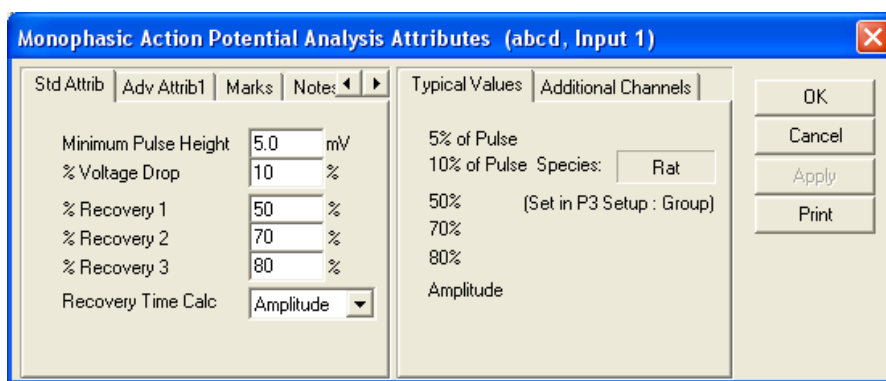 Monophasic Action Potential Analysis Attributes (abcd, Input 1)
Std Attrib Adv Attrib1 Marks Notes
Minimum Pulse Height 5.0 mV
% Voltage Drop 10 %
% Recovery 1 50 %
% Recovery 2 70 %
% Recovery 3 80 %
Recovery Time Calc Amplitude
Typical Values Additional Channels
5% of Pulse
10% of Pulse Species: Rat
50% (Set in P3 Setup : Group)
70%
80%
Amplitude
OK
Cancel
Apply
Print